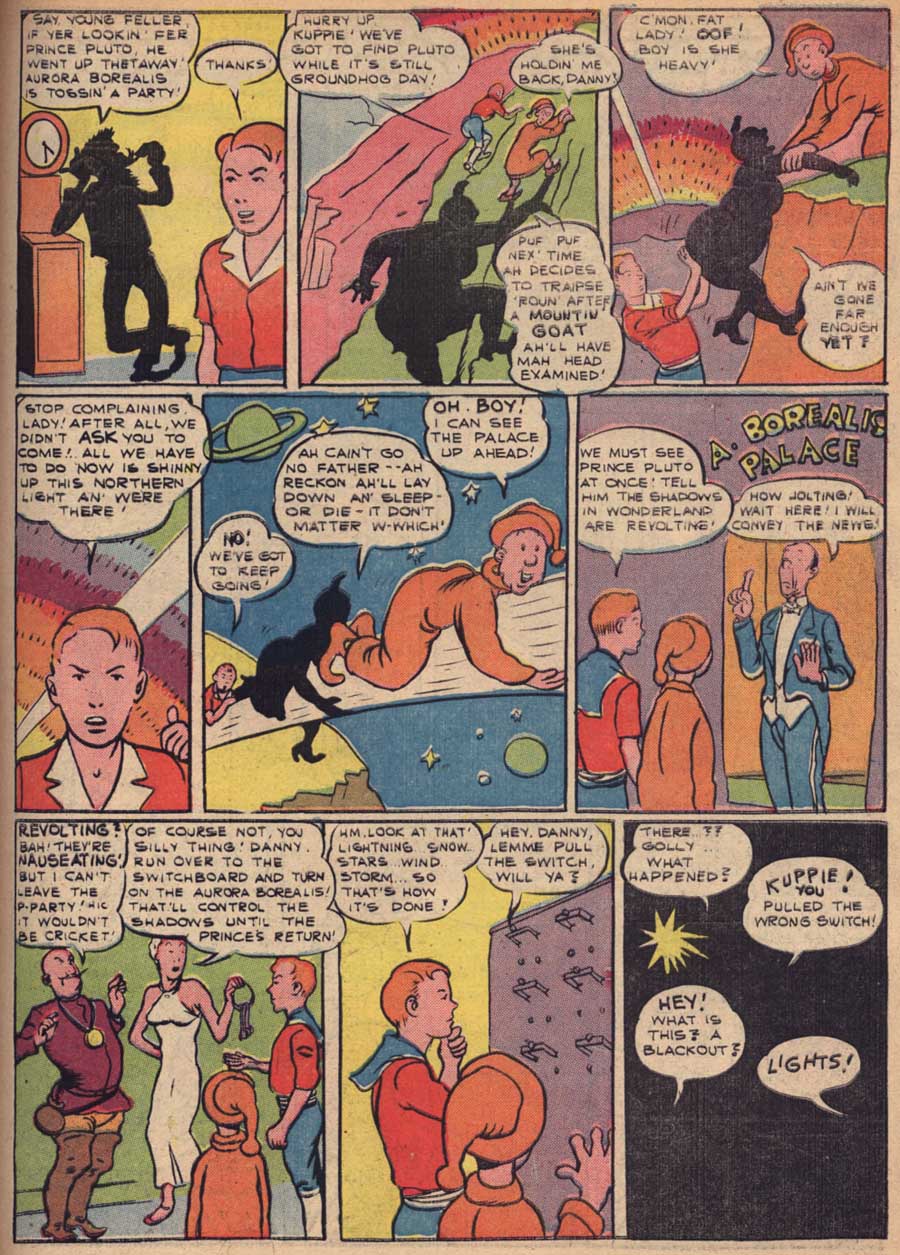 SAY, YOUNG FELLER,
IF YER LOOKIN' FER
PRINCE PLUTO, HE
WENT UP THETAWAY!
AURORA BOREALIS
IS TOSSIN' A PARTY!
THANKS!
HURRY UP,
KUPPIE! WE'VE
GOT TO FIND PLUTO
WHILE IT'S STILL
GROUNDHOG DAY!
SHE'S
HOLDIN' ME
BACK, DANNY!
PUF PUF
NEX' TIME
AH DECIDES
TO TRAIPSE
'ROUN' AFTER
A MOUNTIN'
GOAT
AH'LL HAVE
MAH HEAD
EXAMINED!
C'MON, FAT
LADY! OOF!
BOY IS SHE
HEAVY!
AIN'T WE
GONE
FAR
ENOUGH
YET?
STOP COMPLAINING,
LADY! AFTER ALL, WE
DIDN'T ASK YOU TO
COME!.. ALL WE HAVE
TO DO NOW IS SHINNY
UP THIS NORTHERN
LIGHT AN' WERE
THERE!
NO!
WE'VE GOT
TO KEEP
GOING!
AH CAIN'T GO
NO FATHER -- AH
RECKON AH'LL LAY
DOWN AN' SLEEP-
OR DIE - IT DON'T
MATTER W-WHICH!
OH, BOY!
I CAN SEE
THE PALACE
UP AHEAD!
A. BOREALIS
PALACE
WE MUST SEE
PRINCE PLUTO
AT ONCE! TELL
HIM THE SHADOWS
IN WONDERLAND
ARE REVOLTING!
HOW JOLTING!
WAIT HERE! I WILL
CONVEY THE NEWS!
REVOLTING?
BAH! THEY'RE
NAUSEATING!
BUT I CAN'T
LEAVE THE
P-PARTY! HIC
IT WOULDN'T
BE CRICKET!
OF COURSE NOT, YOU
SILLY THING! DANNY,
RUN OVER TO THE
SWITCHBOARD AND TURN
ON THE AURORA BOREALIS!
THAT'LL CONTROL THE
SHADOWS UNTIL THE
PRINCE'S RETURN!
HM. LOOK AT THAT!
LIGHTNING..SNOW..
STARS...WIND..
STORM... SO
THAT'S HOW
IT'S DONE!
HEY, DANNY,
LEMME PULL
THE SWITCH,
WILL YA?
THERE..??
GOLLY...
WHAT
HAPPENED?
KUPPIE!
YOU
PULLED THE
WRONG SWITCH!
HEY!
WHAT IS
THIS? A
BLACKOUT?
LIGHTS!